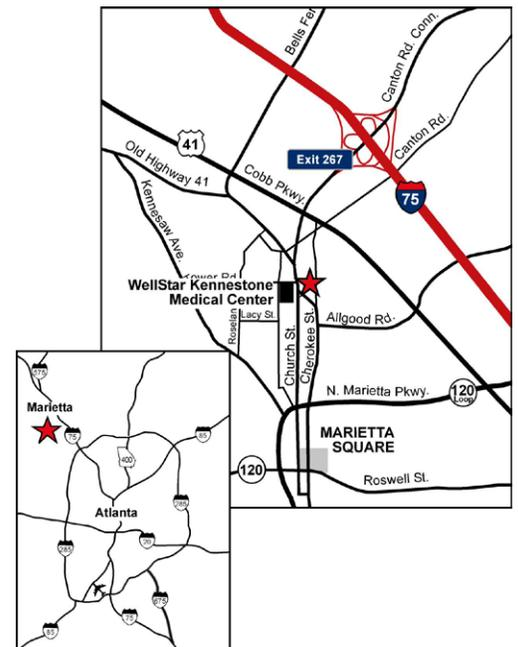 Bells Fer
Canton Rd. Conn.
Canton Rd.
41
Exit 267
Old Highway 41
Cobb Pkwy.
75
Kennesaw Ave.
Tower Rd.
WellStar Kennestone
Medical Center
Lacy St.
Roselan
Church St.
Cherokee St.
Allgood Rd.
N. Marietta Pkwy.
120
Loop
MARIETTA
SQUARE
120
Roswell St.
575
Marietta
75
85
400
285
Atlanta
20
285
675
75
85